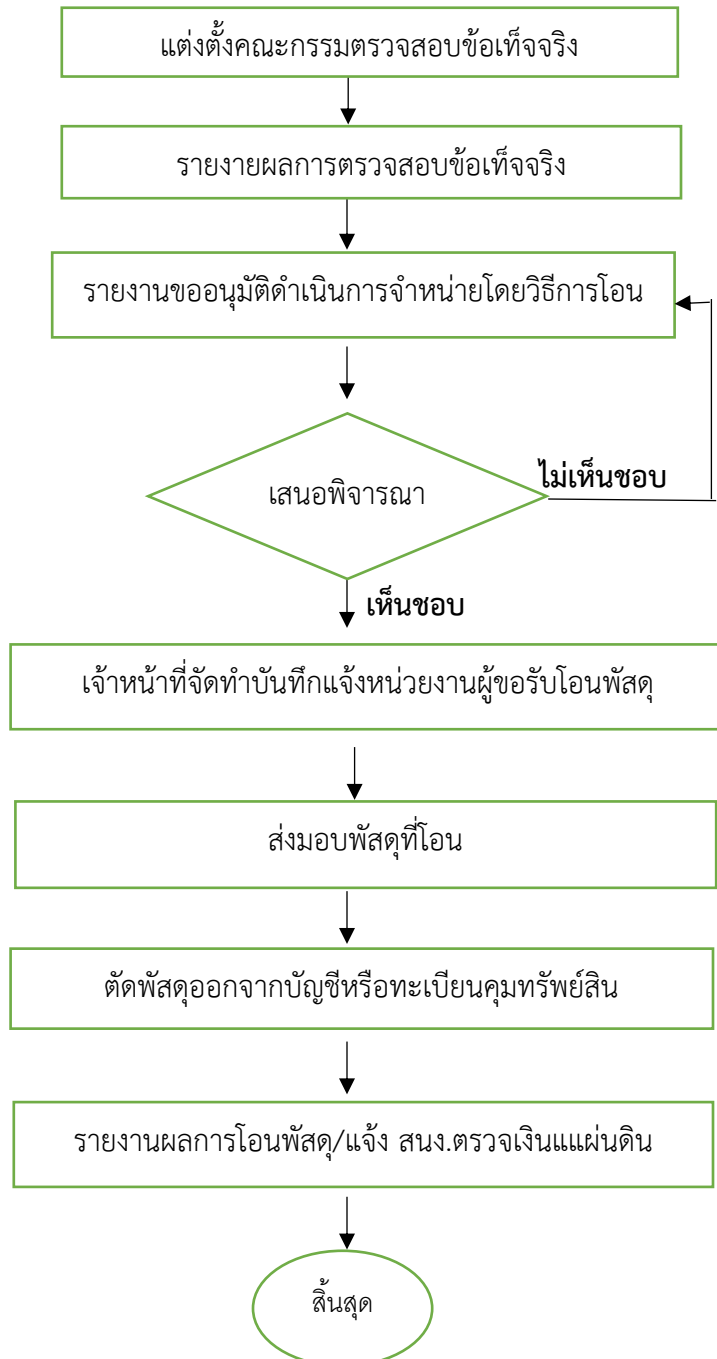 แต่งตั้งคณะกรรมตรวจสอบข้อเท็จจริง
รายงายผลการตรวจสอบข้อเท็จจริง
รายงานขออนุมัติดำเนินการจำหน่ายโดยวิธีการโอน
เสนอพิจารณา
ไม่เห็นชอบ
เห็นชอบ
เจ้าหน้าที่จัดทำบันทึกแจ้งหน่วยงานผู้ขอรับโอนพัสดุ
ส่งมอบพัสดุที่โอน
ตัดพัสดุออกจากบัญชีหรือทะเบียนคุมทรัพย์สิน
รายงานผลการโอนพัสดุ/แจ้ง สนง.ตรวจเงินแแผ่นดิน
สิ้นสุด